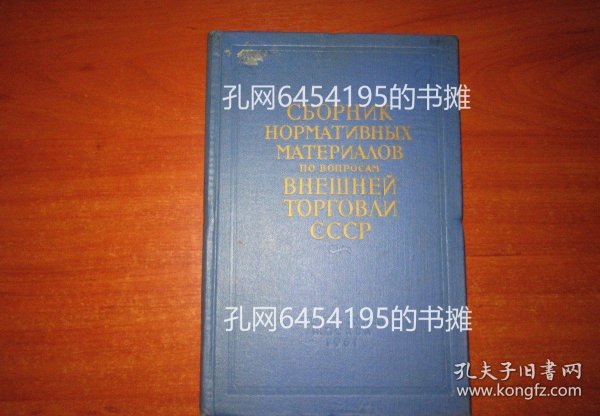 孔网6454195的书摊
СБОРНИК
НОРМАТИВНЫХ
МАТЕРИАЛОВ
ПО ВОПРОСАМ
ВНЕШНЕЙ
ТОРГОВЛИ
СССР
孔网6454195的书摊
1961
孔夫子旧书网
www.kongfz.com